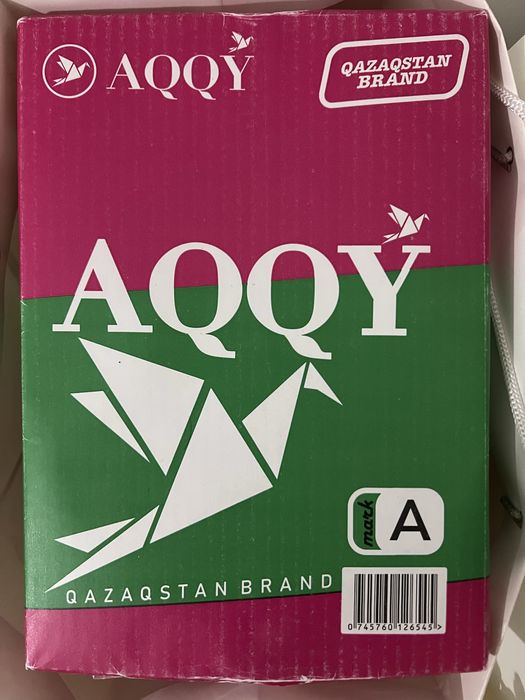 AQQY
QAZAQSTAN
BRAND
AQQY
mark A
QAZAQSTAN BRAND
0 745760 126545 >